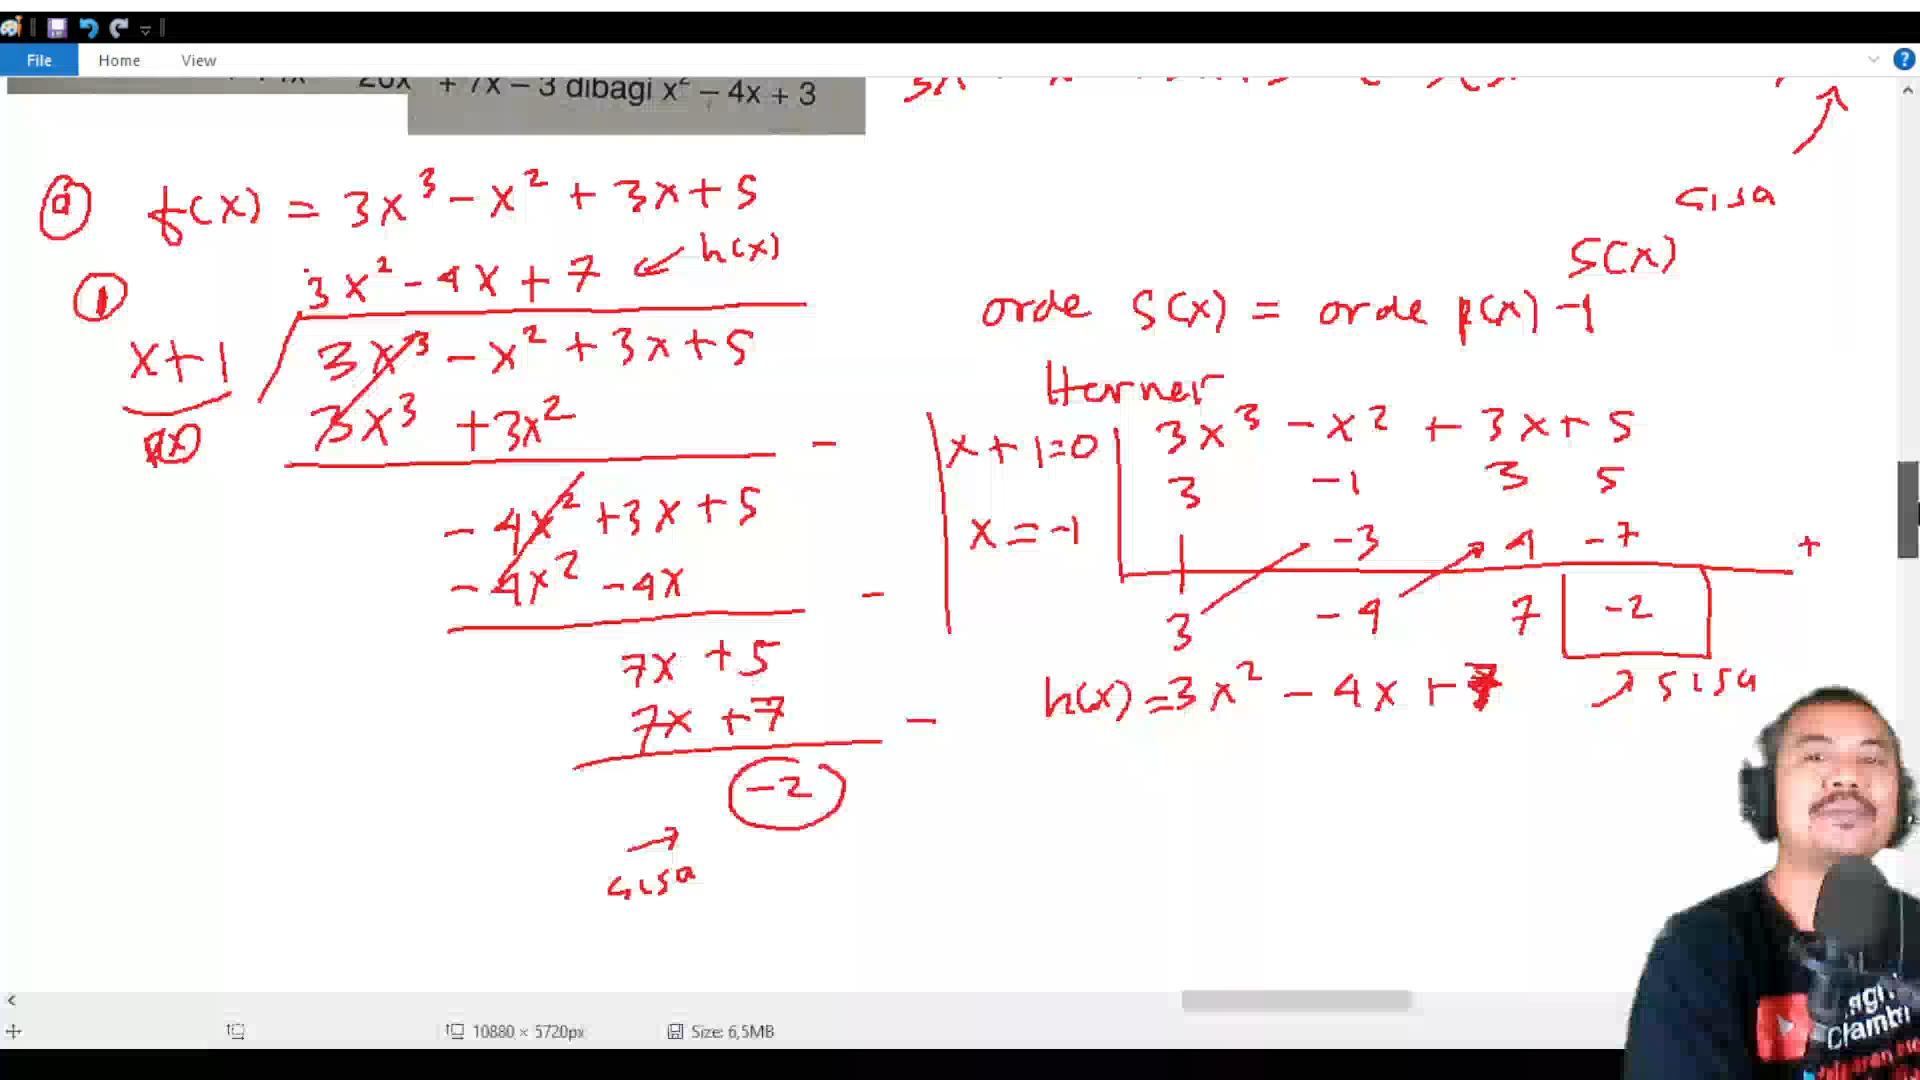 File Home View
+ 7x – 3 dibagi x² – 4x + 3
sisa
S(x)
a f(x) = 3x³ - x² + 3x + 5
3x² - 4x + 7 ← h(x)
1
x + 1
3x³ - x² + 3x + 5
p(x)
3x³ + 3x² -
- 4x² + 3x + 5
- 4x² - 4x -
7x + 5
7x + 7 -
-2
→
sisa
orde S(x) = orde p(x) - 1
Horner
x + 1 = 0
3x³ - x² + 3x + 5
3 -1 3 5
x = -1
-3 4 -7 +
3 -4 7 -2
h(x) = 3x² - 4x + 7
↗ sisa
10880 × 5720px
Size: 6,5MB